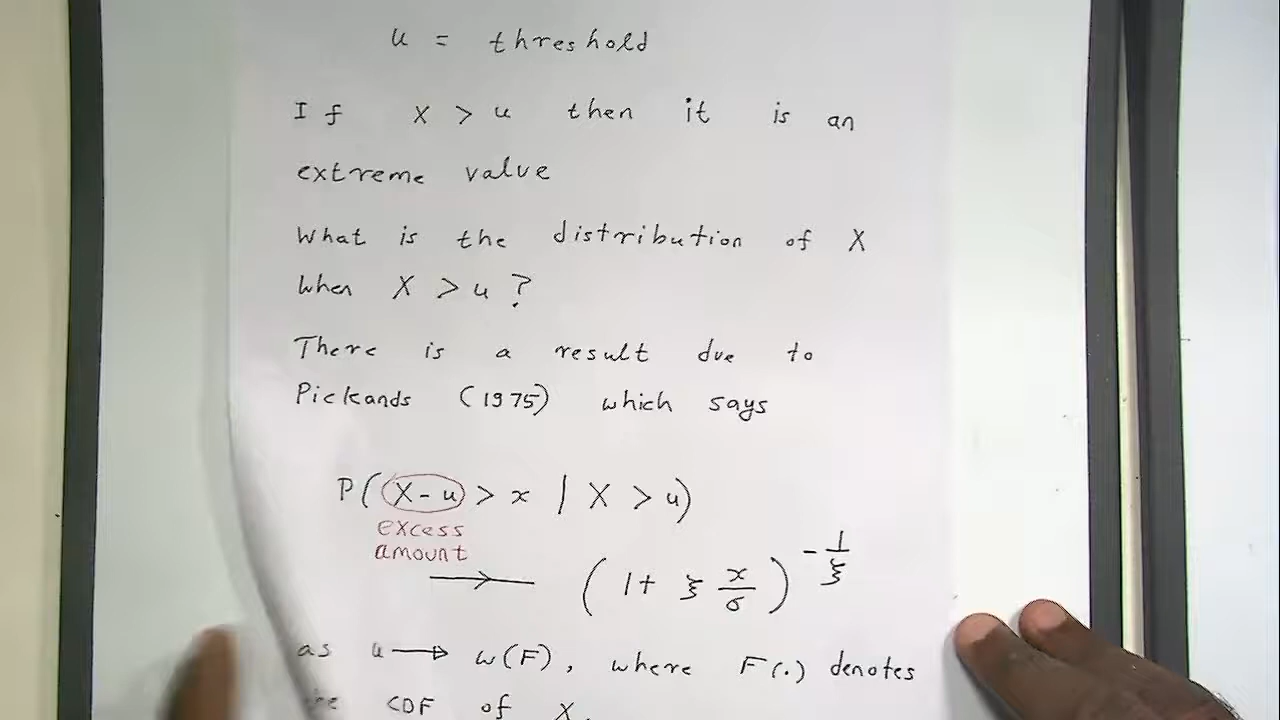 u = threshold
If X > u then it is an
extreme value
What is the distribution of X
when X > u ?
There is a result due to
Pickands (1975) which says
P( X - u > x | X > u)
excess
amount
⟶ ( 1 + ξ x/σ )^(-1/ξ)
as u ⟶ w(F), where F(.) denotes
CDF of X.